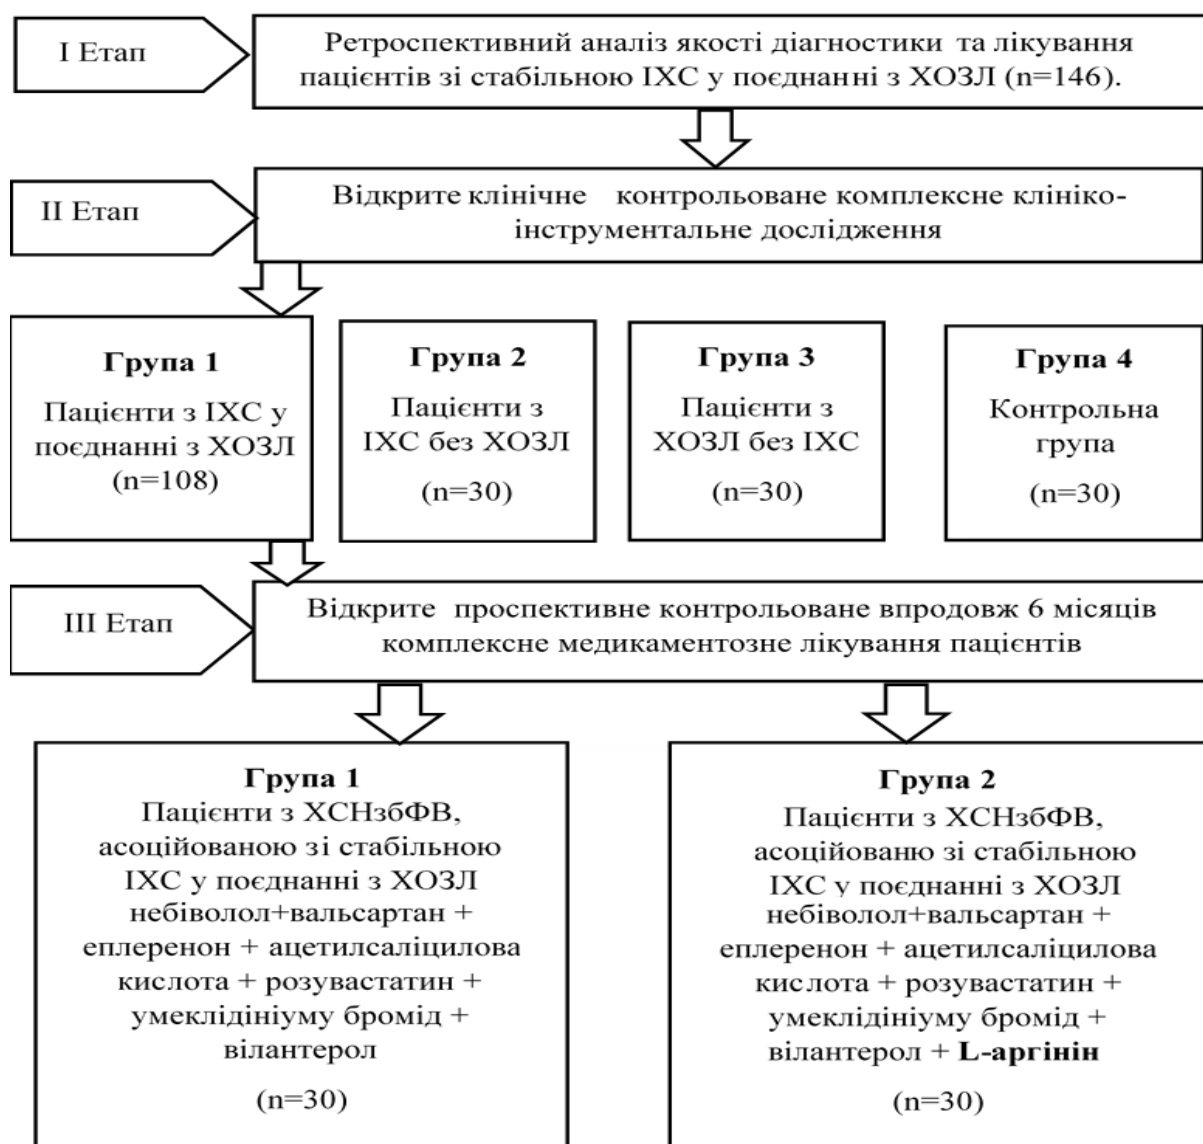 І Етап
Ретроспективний аналіз якості діагностики та лікування
пацієнтів зі стабільною ІХС у поєднанні з ХОЗЛ (n=146).
ІІ Етап
Відкрите клінічне контрольоване комплексне клініко-
інструментальне дослідження
Група 1
Пацієнти з ІХС у
поєднанні з ХОЗЛ
(n=108)
Група 2
Пацієнти з
ІХС без ХОЗЛ
(n=30)
Група 3
Пацієнти з
ХОЗЛ без ІХС
(n=30)
Група 4
Контрольна
група
(n=30)
ІІІ Етап
Відкрите проспективне контрольоване впродовж 6 місяців
комплексне медикаментозне лікування пацієнтів
Група 1
Пацієнти з ХСНзбФВ,
асоційованою зі стабільною
ІХС у поєднанні з ХОЗЛ
небіволол+вальсартан +
еплеренон + ацетилсаліцилова
кислота + розувастатин +
умеклідініуму бромід +
вілантерол
(n=30)
Група 2
Пацієнти з ХСНзбФВ,
асоційованю зі стабільною
ІХС у поєднанні з ХОЗЛ
небіволол+вальсартан +
еплеренон + ацетилсаліцилова
кислота + розувастатин +
умеклідініуму бромід +
вілантерол + L-аргінін
(n=30)